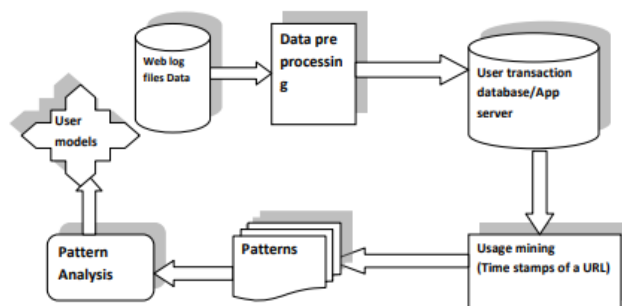 Web log
files Data
Data pre
processin
g
User transaction
database/App
server
User
models
Pattern
Analysis
Patterns
Usage mining
(Time stamps of a URL)